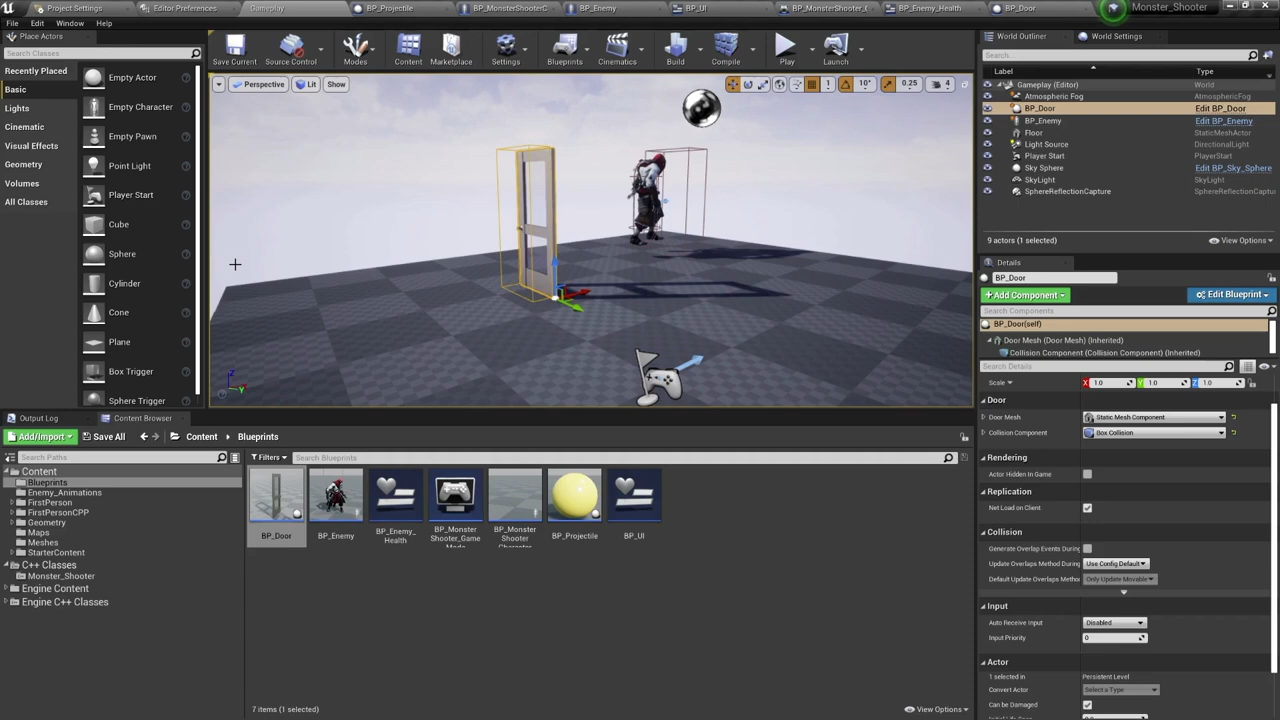 Project Settings
Editor Preferences
Gameplay
BP_Projectile
BP_MonsterShooterC
BP_Enemy
BP_UI
BP_MonsterShooter_
BP_Enemy_Health
BP_Door
Monster_Shooter
File Edit Window Help
Place Actors
Search Classes
Recently Placed
Basic
Lights
Cinematic
Visual Effects
Geometry
Volumes
All Classes
Empty Actor
Empty Character
Empty Pawn
Point Light
Player Start
Cube
Sphere
Cylinder
Cone
Plane
Box Trigger
Sphere Trigger
Save Current
Source Control
Modes
Content
Marketplace
Settings
Blueprints
Cinematics
Build
Compile
Play
Launch
Perspective Lit Show
1 10° 0.25 4
Z Y
World Outliner World Settings
Search...
Label Type
Gameplay (Editor) World
Atmospheric Fog AtmosphericFog
BP_Door Edit BP_Door
BP_Enemy Edit BP_Enemy
Floor StaticMeshActor
Light Source DirectionalLight
Player Start PlayerStart
Sky Sphere Edit BP_Sky_Sphere
SkyLight SkyLight
SphereReflectionCapture SphereReflectionCaptur
9 actors (1 selected) View Options
Details
BP_Door
+Add Component Edit Blueprint
Search Components
BP_Door(self)
Door Mesh (Door Mesh) (Inherited)
Collision Component (Collision Component) (Inherited)
Search Details
Scale X 1.0 Y 1.0 Z 1.0
Door
Door Mesh Static Mesh Component
Collision Component Box Collision
Rendering
Actor Hidden In Game
Replication
Net Load on Client
Collision
Generate Overlap Events During
Update Overlaps Method During Use Config Default
Default Update Overlaps Metho Only Update Movable
Input
Auto Receive Input Disabled
Input Priority 0
Actor
1 selected in Persistent Level
Convert Actor Select a Type
Can be Damaged
Output Log Content Browser
Add/Import Save All Content Blueprints
Search Paths
Filters Search Blueprints
Content
Blueprints
Enemy_Animations
FirstPerson
FirstPersonCPP
Geometry
Maps
Meshes
StarterContent
C++ Classes
Monster_Shooter
Engine Content
Engine C++ Classes
BP_Door
BP_Enemy
BP_Enemy_
Health
BP_Monster
Shooter_Game
BP_Monster
Shooter
BP_Projectile
BP_UI
7 items (1 selected) View Options